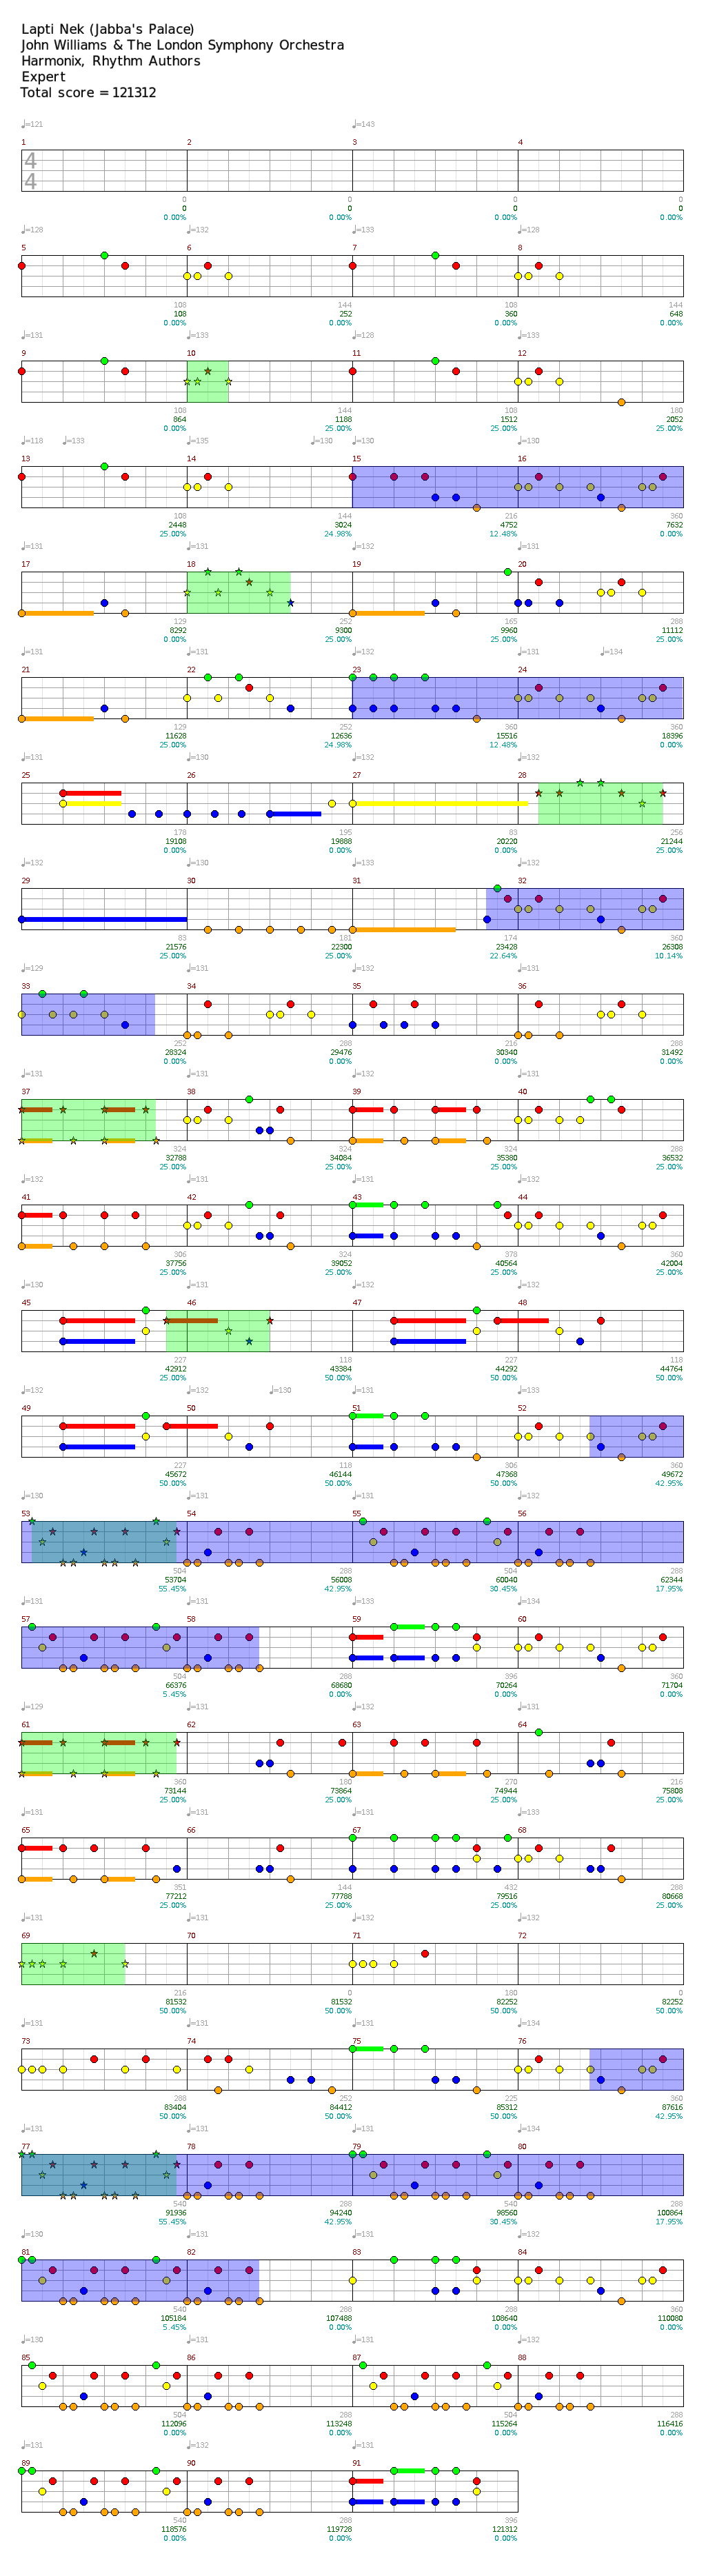 Lapti Nek (Jabba's Palace)
John Williams & The London Symphony Orchestra
Harmonix, Rhythm Authors
Expert
Total score = 121312
♩=121 ♩=143
1 2 3 4
4
4
0 0 0 0
0 0 0 0
0.00% 0.00% 0.00% 0.00%
♩=128 ♩=132 ♩=133 ♩=128
5 6 7 8
108 144 108 144
108 252 360 648
0.00% 0.00% 0.00% 0.00%
♩=131 ♩=133 ♩=128 ♩=133
9 10 11 12
108 144 108 180
864 1188 1512 2052
0.00% 25.00% 25.00% 25.00%
♩=118 ♩=133 ♩=135 ♩=130 ♩=130 ♩=130
13 14 15 16
108 144 216 360
2448 3024 4752 7632
25.00% 24.98% 12.48% 0.00%
♩=131 ♩=131 ♩=132 ♩=131
17 18 19 20
129 252 165 288
8292 9300 9960 11112
0.00% 25.00% 25.00% 25.00%
♩=131 ♩=131 ♩=132 ♩=131 ♩=134
21 22 23 24
129 252 360 360
11628 12636 15516 18396
25.00% 24.98% 12.48% 0.00%
♩=131 ♩=130 ♩=132 ♩=132
25 26 27 28
178 195 83 256
19108 19888 20220 21244
0.00% 0.00% 0.00% 25.00%
♩=132 ♩=130 ♩=133
29 30 31 32
83 181 174 360
21576 22300 23428 26308
25.00% 25.00% 22.64% 10.14%
♩=129 ♩=131 ♩=132 ♩=131
33 34 35 36
252 288 216 288
28324 29476 30340 31492
0.00% 0.00% 0.00% 0.00%
♩=131 ♩=131 ♩=131 ♩=132
37 38 39 40
324 324 324 288
32788 34084 35380 36532
25.00% 25.00% 25.00% 25.00%
♩=132 ♩=131 ♩=131 ♩=132
41 42 43 44
306 324 378 360
37756 39052 40564 42004
25.00% 25.00% 25.00% 25.00%
♩=130 ♩=131 ♩=132 ♩=132
45 46 47 48
227 118 227 118
42912 43384 44292 44764
25.00% 50.00% 50.00% 50.00%
♩=132 ♩=132 ♩=130 ♩=131 ♩=133
49 50 51 52
227 118 306 360
45672 46144 47368 49672
50.00% 50.00% 50.00% 42.95%
♩=130 ♩=131 ♩=131 ♩=132
53 54 55 56
504 288 504 288
53704 56008 60040 62344
55.45% 42.95% 30.45% 17.95%
♩=131 ♩=131 ♩=133 ♩=134
57 58 59 60
504 288 396 360
66376 68680 70264 71704
5.45% 0.00% 0.00% 0.00%
♩=129 ♩=131 ♩=131 ♩=131
61 62 63 64
360 180 270 216
73144 73864 74944 75808
25.00% 25.00% 25.00% 25.00%
♩=131 ♩=131 ♩=131 ♩=133
65 66 67 68
351 144 432 288
77212 77788 79516 80668
25.00% 25.00% 25.00% 25.00%
♩=131 ♩=131 ♩=132
69 70 71 72
216 0 180 0
81532 81532 82252 82252
50.00% 50.00% 50.00% 50.00%
♩=131 ♩=131 ♩=131 ♩=134
73 74 75 76
288 252 225 360
83404 84412 85312 87616
50.00% 50.00% 50.00% 42.95%
♩=131 ♩=131 ♩=131 ♩=134
77 78 79 80
540 288 540 288
91936 94240 98560 100864
55.45% 42.95% 30.45% 17.95%
♩=130 ♩=131 ♩=131 ♩=132
81 82 83 84
540 288 288 360
105184 107488 108640 110080
5.45% 0.00% 0.00% 0.00%
♩=130 ♩=131 ♩=131 ♩=132
85 86 87 88
504 288 504 288
112096 113248 115264 116416
0.00% 0.00% 0.00% 0.00%
♩=131 ♩=132 ♩=131
89 90 91
540 288 396
118576 119728 121312
0.00% 0.00% 0.00%